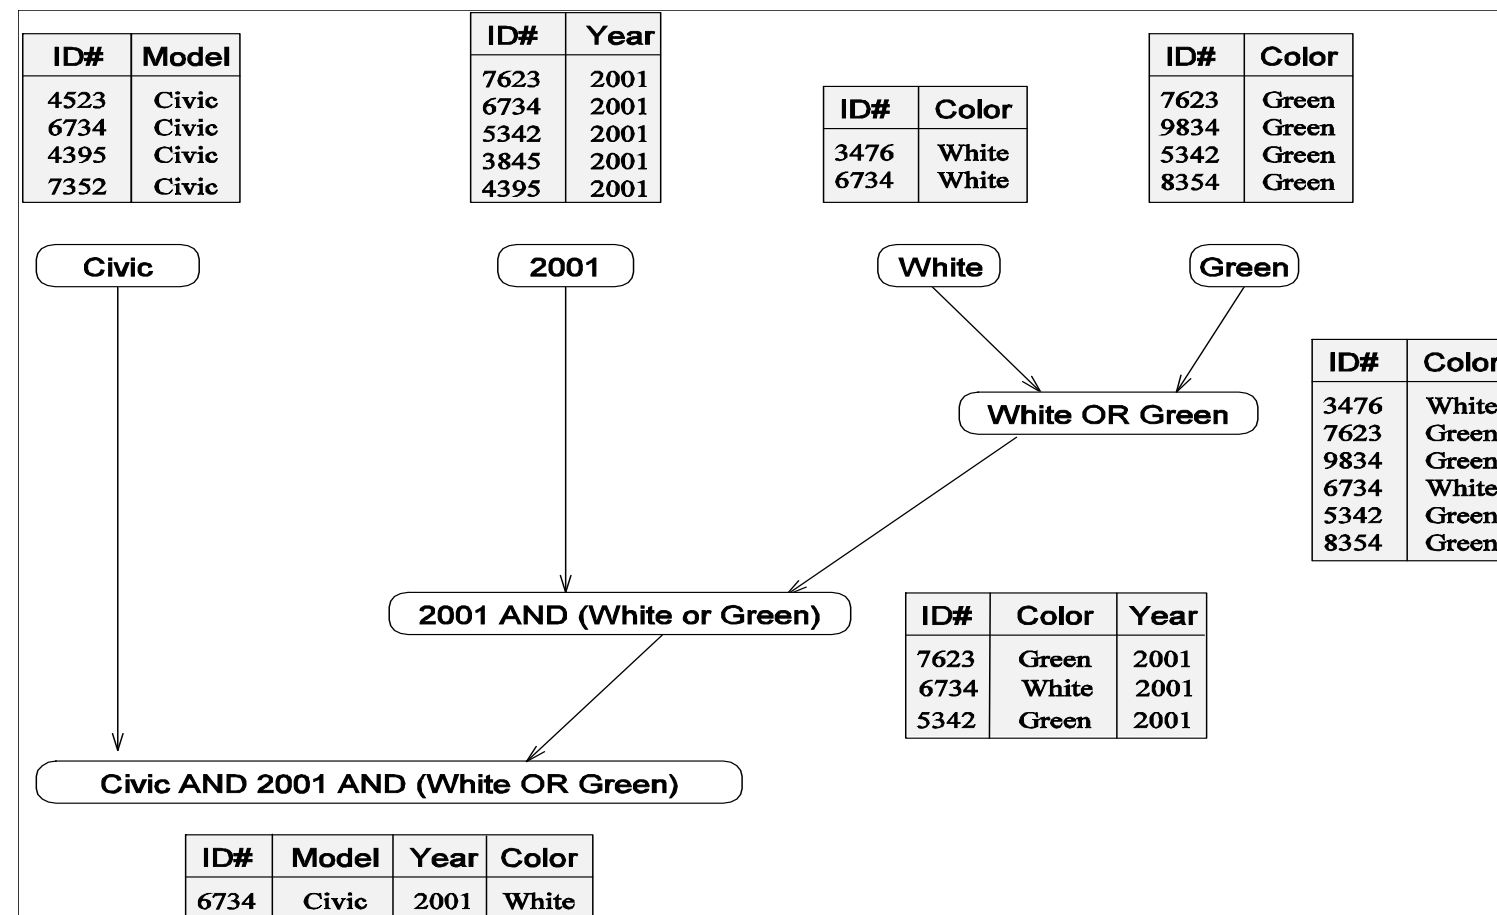 ID# Model
4523 Civic
6734 Civic
4395 Civic
7352 Civic
ID# Year
7623 2001
6734 2001
5342 2001
3845 2001
4395 2001
ID# Color
3476 White
6734 White
ID# Color
7623 Green
9834 Green
5342 Green
8354 Green
Civic
2001
White
Green
White OR Green
ID# Color
3476 White
7623 Green
9834 Green
6734 White
5342 Green
8354 Green
2001 AND (White or Green)
ID# Color Year
7623 Green 2001
6734 White 2001
5342 Green 2001
Civic AND 2001 AND (White OR Green)
ID# Model Year Color
6734 Civic 2001 White